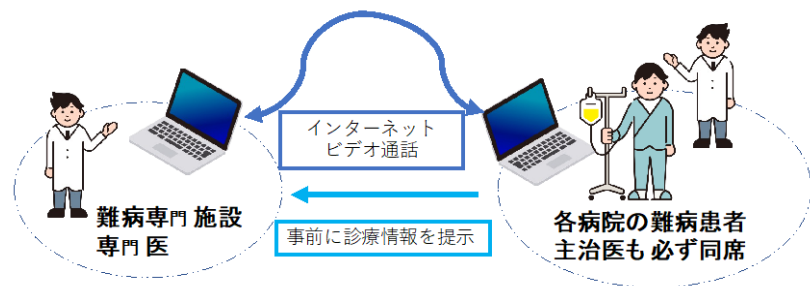 インターネット
ビデオ通話
難病専門施設
専門医
事前に診療情報を提示
各病院の難病患者
主治医も必ず同席